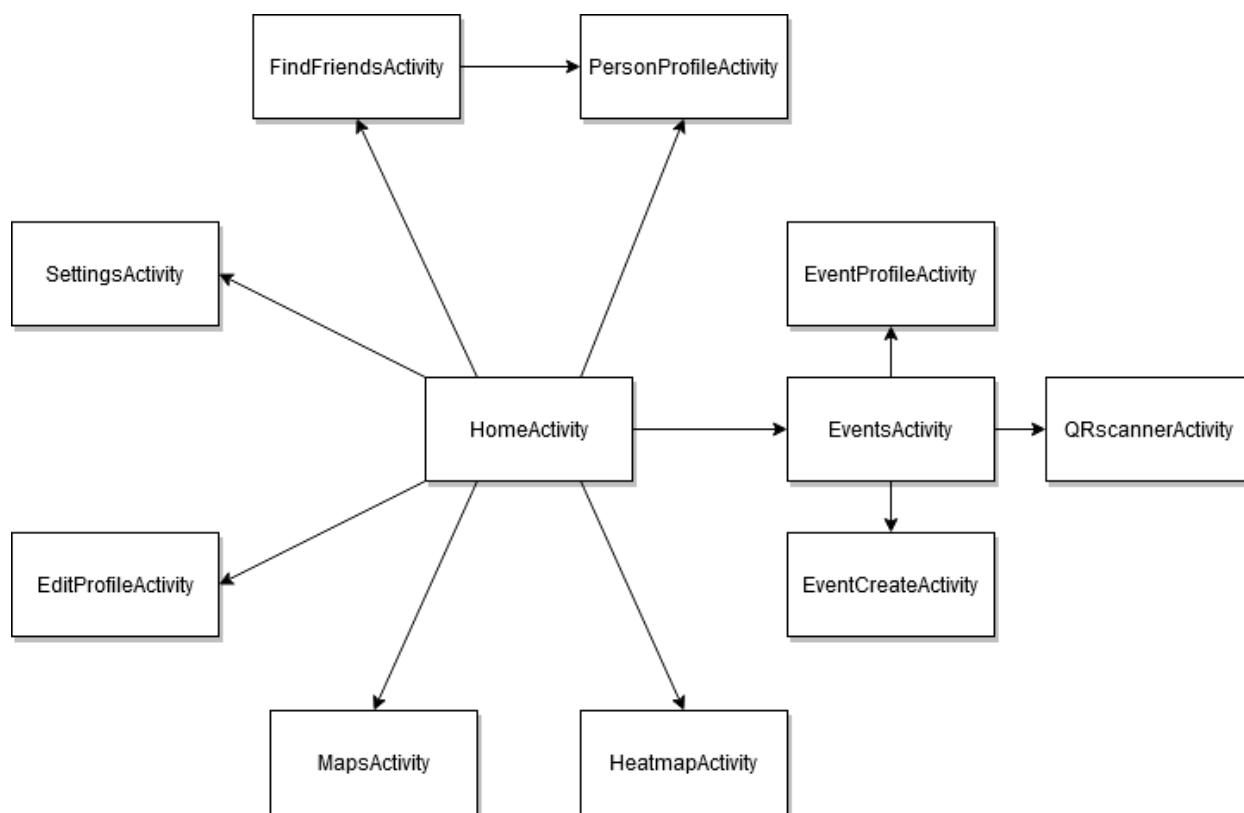 FindFriendsActivity
PersonProfileActivity
SettingsActivity
EventProfileActivity
HomeActivity
EventsActivity
QRscannerActivity
EditProfileActivity
EventCreateActivity
MapsActivity
HeatmapActivity